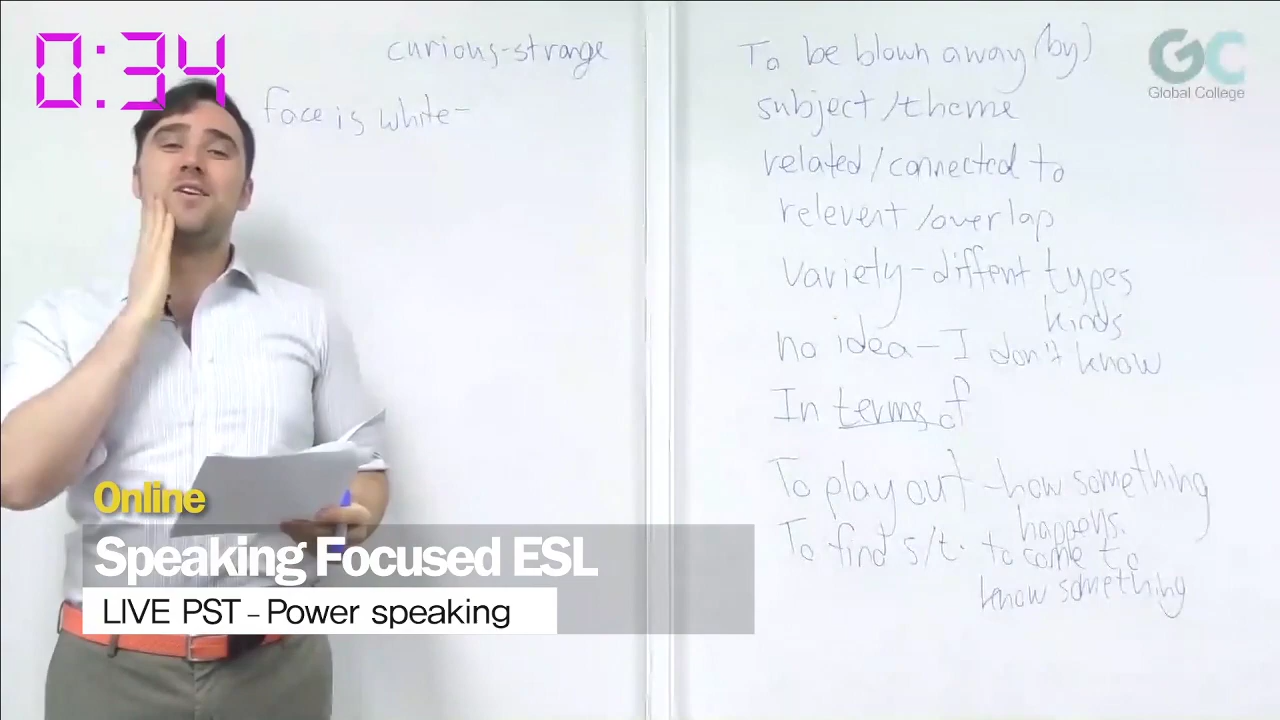 0:34
curious-strange
face is white-
To be blown away (by)
subject/theme
related/connected to
relevent/overlap
variety-diffent types
kinds
no idea-I don't know
In terms of
To play out-how something
happens.
To find s/t. to come to
know something
GC
Global College
Online
Speaking Focused ESL
LIVE PST - Power speaking